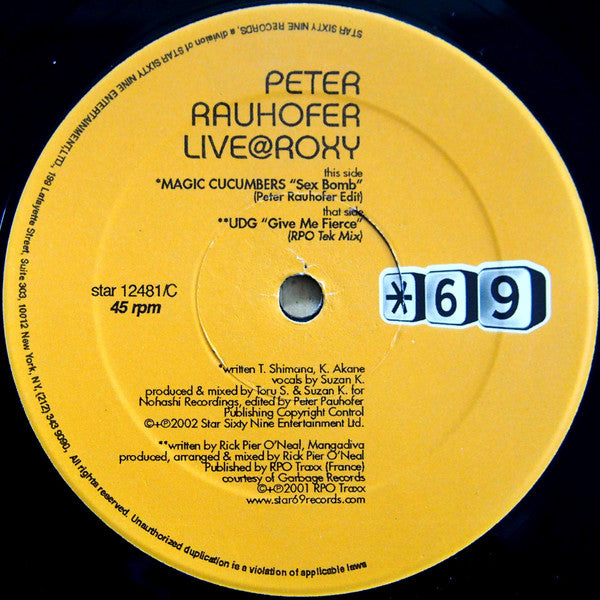 PETER
RAUHOFER
LIVE@ROXY
this side
*MAGIC CUCUMBERS "Sex Bomb"
(Peter Rauhofer Edit)
that side
**UDG "Give Me Fierce"
(RPO Tek Mix)
star 12481/C
45 rpm
*69
*written T. Shimana, K. Akane
vocals by Suzan K.
produced & mixed by Toru S. & Suzan K. for
Nohashi Recordings, edited by Peter Pauhofer
Publishing Copyright Control
©+℗2002 Star Sixty Nine Entertainment Ltd.
**written by Rick Pier O'Neal, Mangadiva
produced, arranged & mixed by Rick Pier O'Neal
Published by RPO Traxx (France)
courtesy of Garbage Records
©+℗2001 RPO Traxx
www.star69records.com
STAR SIXTY NINE RECORDS, a division of STAR SIXTY NINE ENTERTAINMENT,LTD., 199 Lafayette Street, Suite 303, 10012 New York, NY, (212) 343 9090. All rights reserved. Unauthorized duplication is a violation of applicable laws